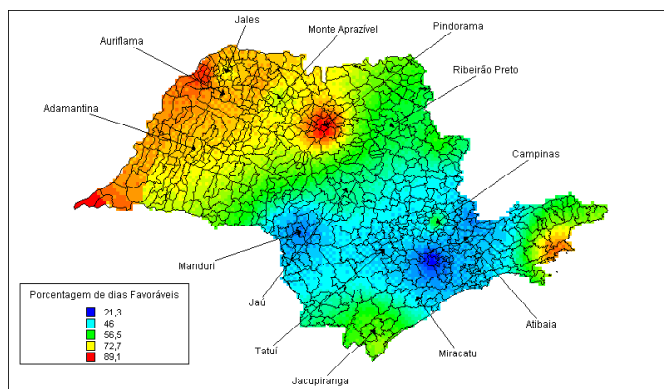 Jales
Monte Aprazível
Pindorama
Auriflama
Ribeirão Preto
Adamantina
Campinas
Manduri
Jaú
Atibaia
Tatuí
Miracatu
Jacupiranga
Porcentagem de dias Favoráveis
21,3
46
56,5
72,7
89,1